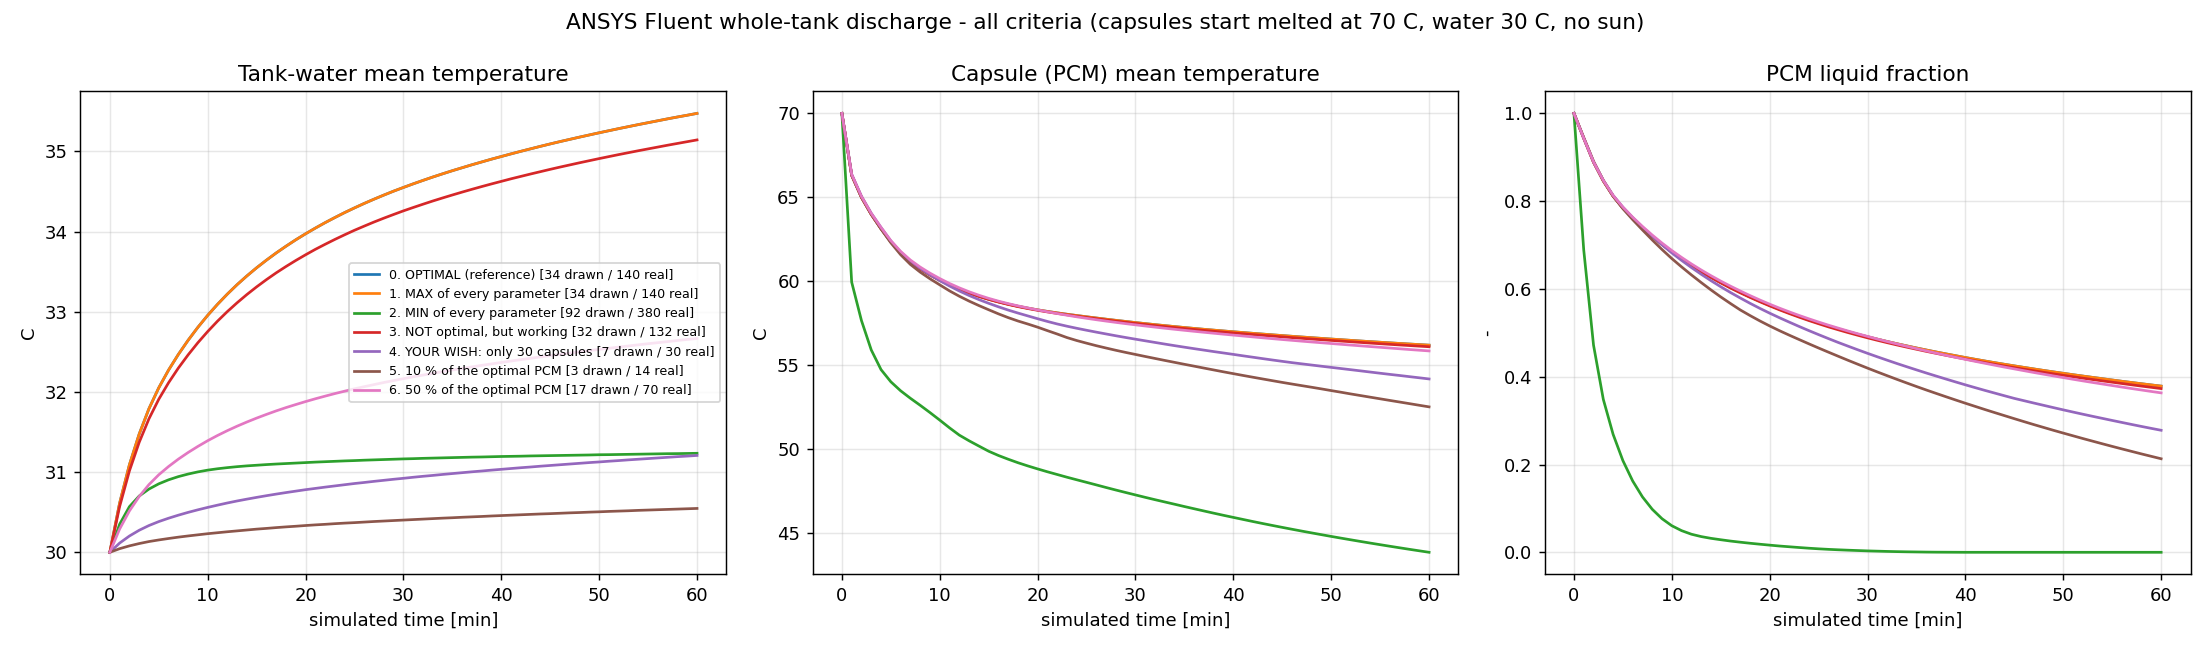 ANSYS Fluent whole-tank discharge - all criteria (capsules start melted at 70 C, water 30 C, no sun)
Tank-water mean temperature
C
35
34
33
32
31
30
0. OPTIMAL (reference) [34 drawn / 140 real]
1. MAX of every parameter [34 drawn / 140 real]
2. MIN of every parameter [92 drawn / 380 real]
3. NOT optimal, but working [32 drawn / 132 real]
4. YOUR WISH: only 30 capsules [7 drawn / 30 real]
5. 10 % of the optimal PCM [3 drawn / 14 real]
6. 50 % of the optimal PCM [17 drawn / 70 real]
0 10 20 30 40 50 60
simulated time [min]
Capsule (PCM) mean temperature
C
70
65
60
55
50
45
0 10 20 30 40 50 60
simulated time [min]
PCM liquid fraction
-
1.0
0.8
0.6
0.4
0.2
0.0
0 10 20 30 40 50 60
simulated time [min]